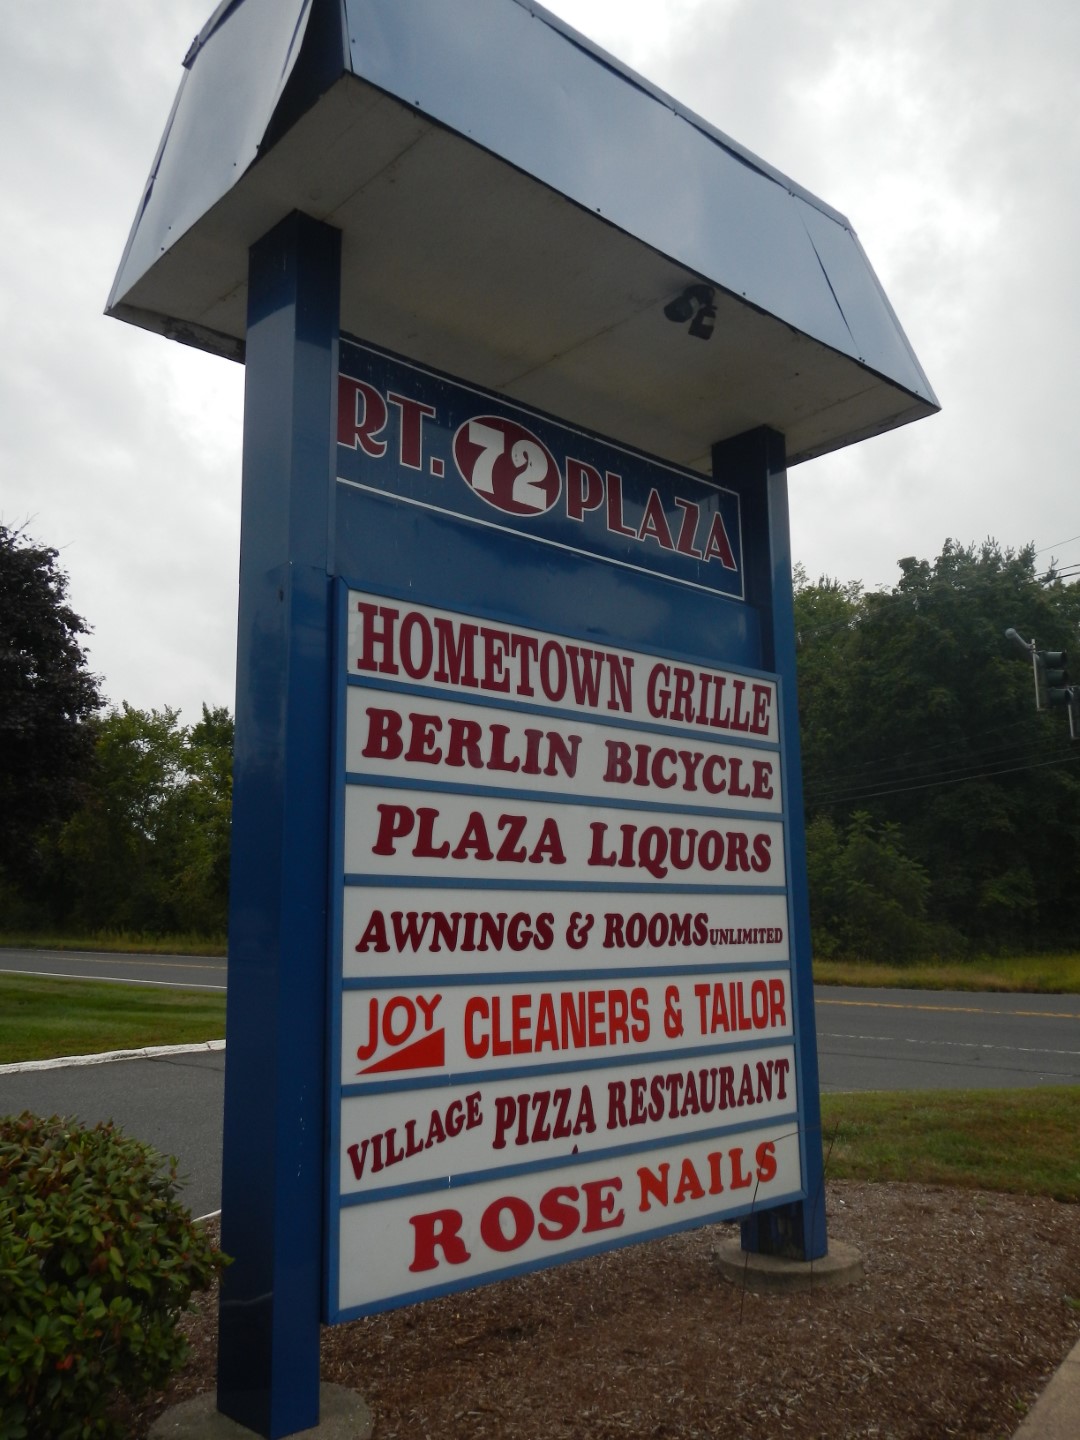 RT. 72 PLAZA
HOMETOWN GRILLE
BERLIN BICYCLE
PLAZA LIQUORS
AWNINGS & ROOMS UNLIMITED
JOY CLEANERS & TAILOR
VILLAGE PIZZA RESTAURANT
ROSE NAILS